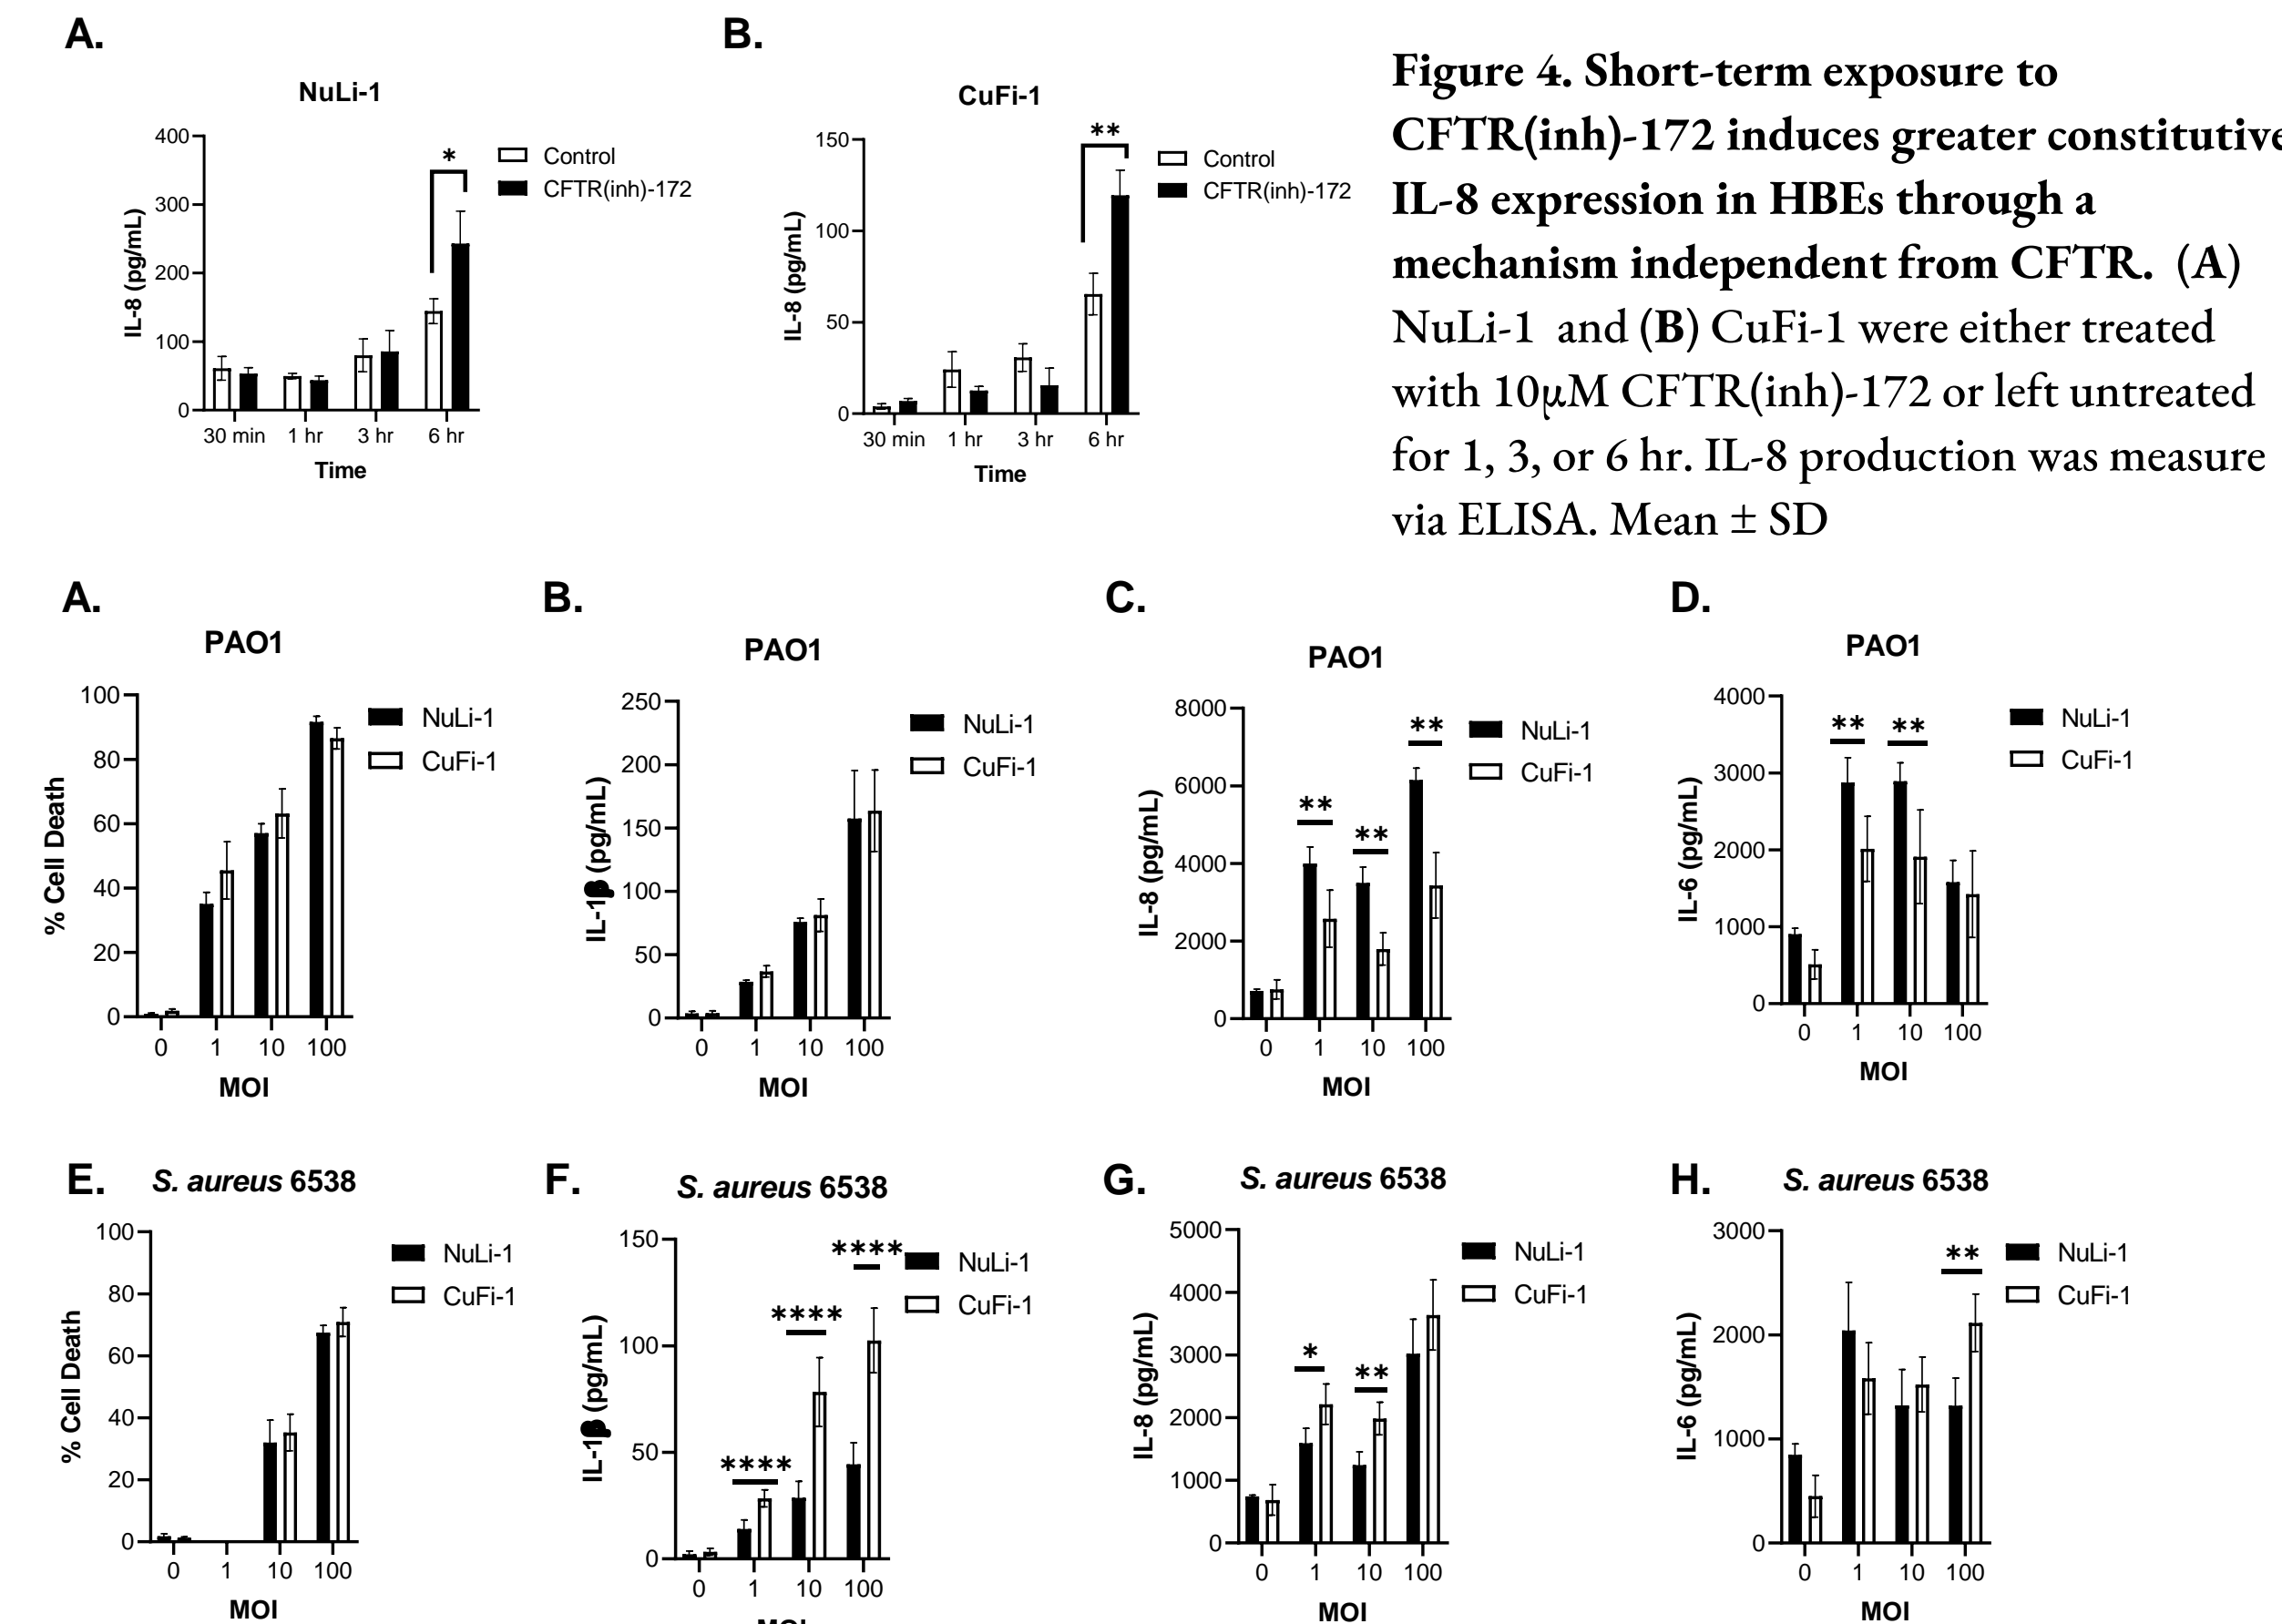 A.
NuLi-1
400
300
200
100
0
IL-8 (pg/mL)
*
Control
CFTR(inh)-172
30 min 1 hr 3 hr 6 hr
Time
B.
CuFi-1
150
100
50
0
IL-8 (pg/mL)
**
Control
CFTR(inh)-172
30 min 1 hr 3 hr 6 hr
Time
Figure 4. Short-term exposure to
CFTR(inh)-172 induces greater constitutive
IL-8 expression in HBEs through a
mechanism independent from CFTR. (A)
NuLi-1 and (B) CuFi-1 were either treated
with 10μM CFTR(inh)-172 or left untreated
for 1, 3, or 6 hr. IL-8 production was measure
via ELISA. Mean ± SD
A.
PAO1
100
80
60
40
20
0
% Cell Death
NuLi-1
CuFi-1
0 1 10 100
MOI
B.
PAO1
250
200
150
100
50
0
IL-1β (pg/mL)
NuLi-1
CuFi-1
0 1 10 100
MOI
C.
PAO1
8000
6000
4000
2000
0
IL-8 (pg/mL)
**
**
**
NuLi-1
CuFi-1
0 1 10 100
MOI
D.
PAO1
4000
3000
2000
1000
0
IL-6 (pg/mL)
** **
NuLi-1
CuFi-1
0 1 10 100
MOI
E.
S. aureus 6538
100
80
60
40
20
0
% Cell Death
NuLi-1
CuFi-1
0 1 10 100
MOI
F.
S. aureus 6538
150
100
50
0
IL-1β (pg/mL)
****
****
****
NuLi-1
CuFi-1
0 1 10 100
MOI
G.
S. aureus 6538
5000
4000
3000
2000
1000
0
IL-8 (pg/mL)
*
**
NuLi-1
CuFi-1
0 1 10 100
MOI
H.
S. aureus 6538
3000
2000
1000
0
IL-6 (pg/mL)
**
NuLi-1
CuFi-1
0 1 10 100
MOI